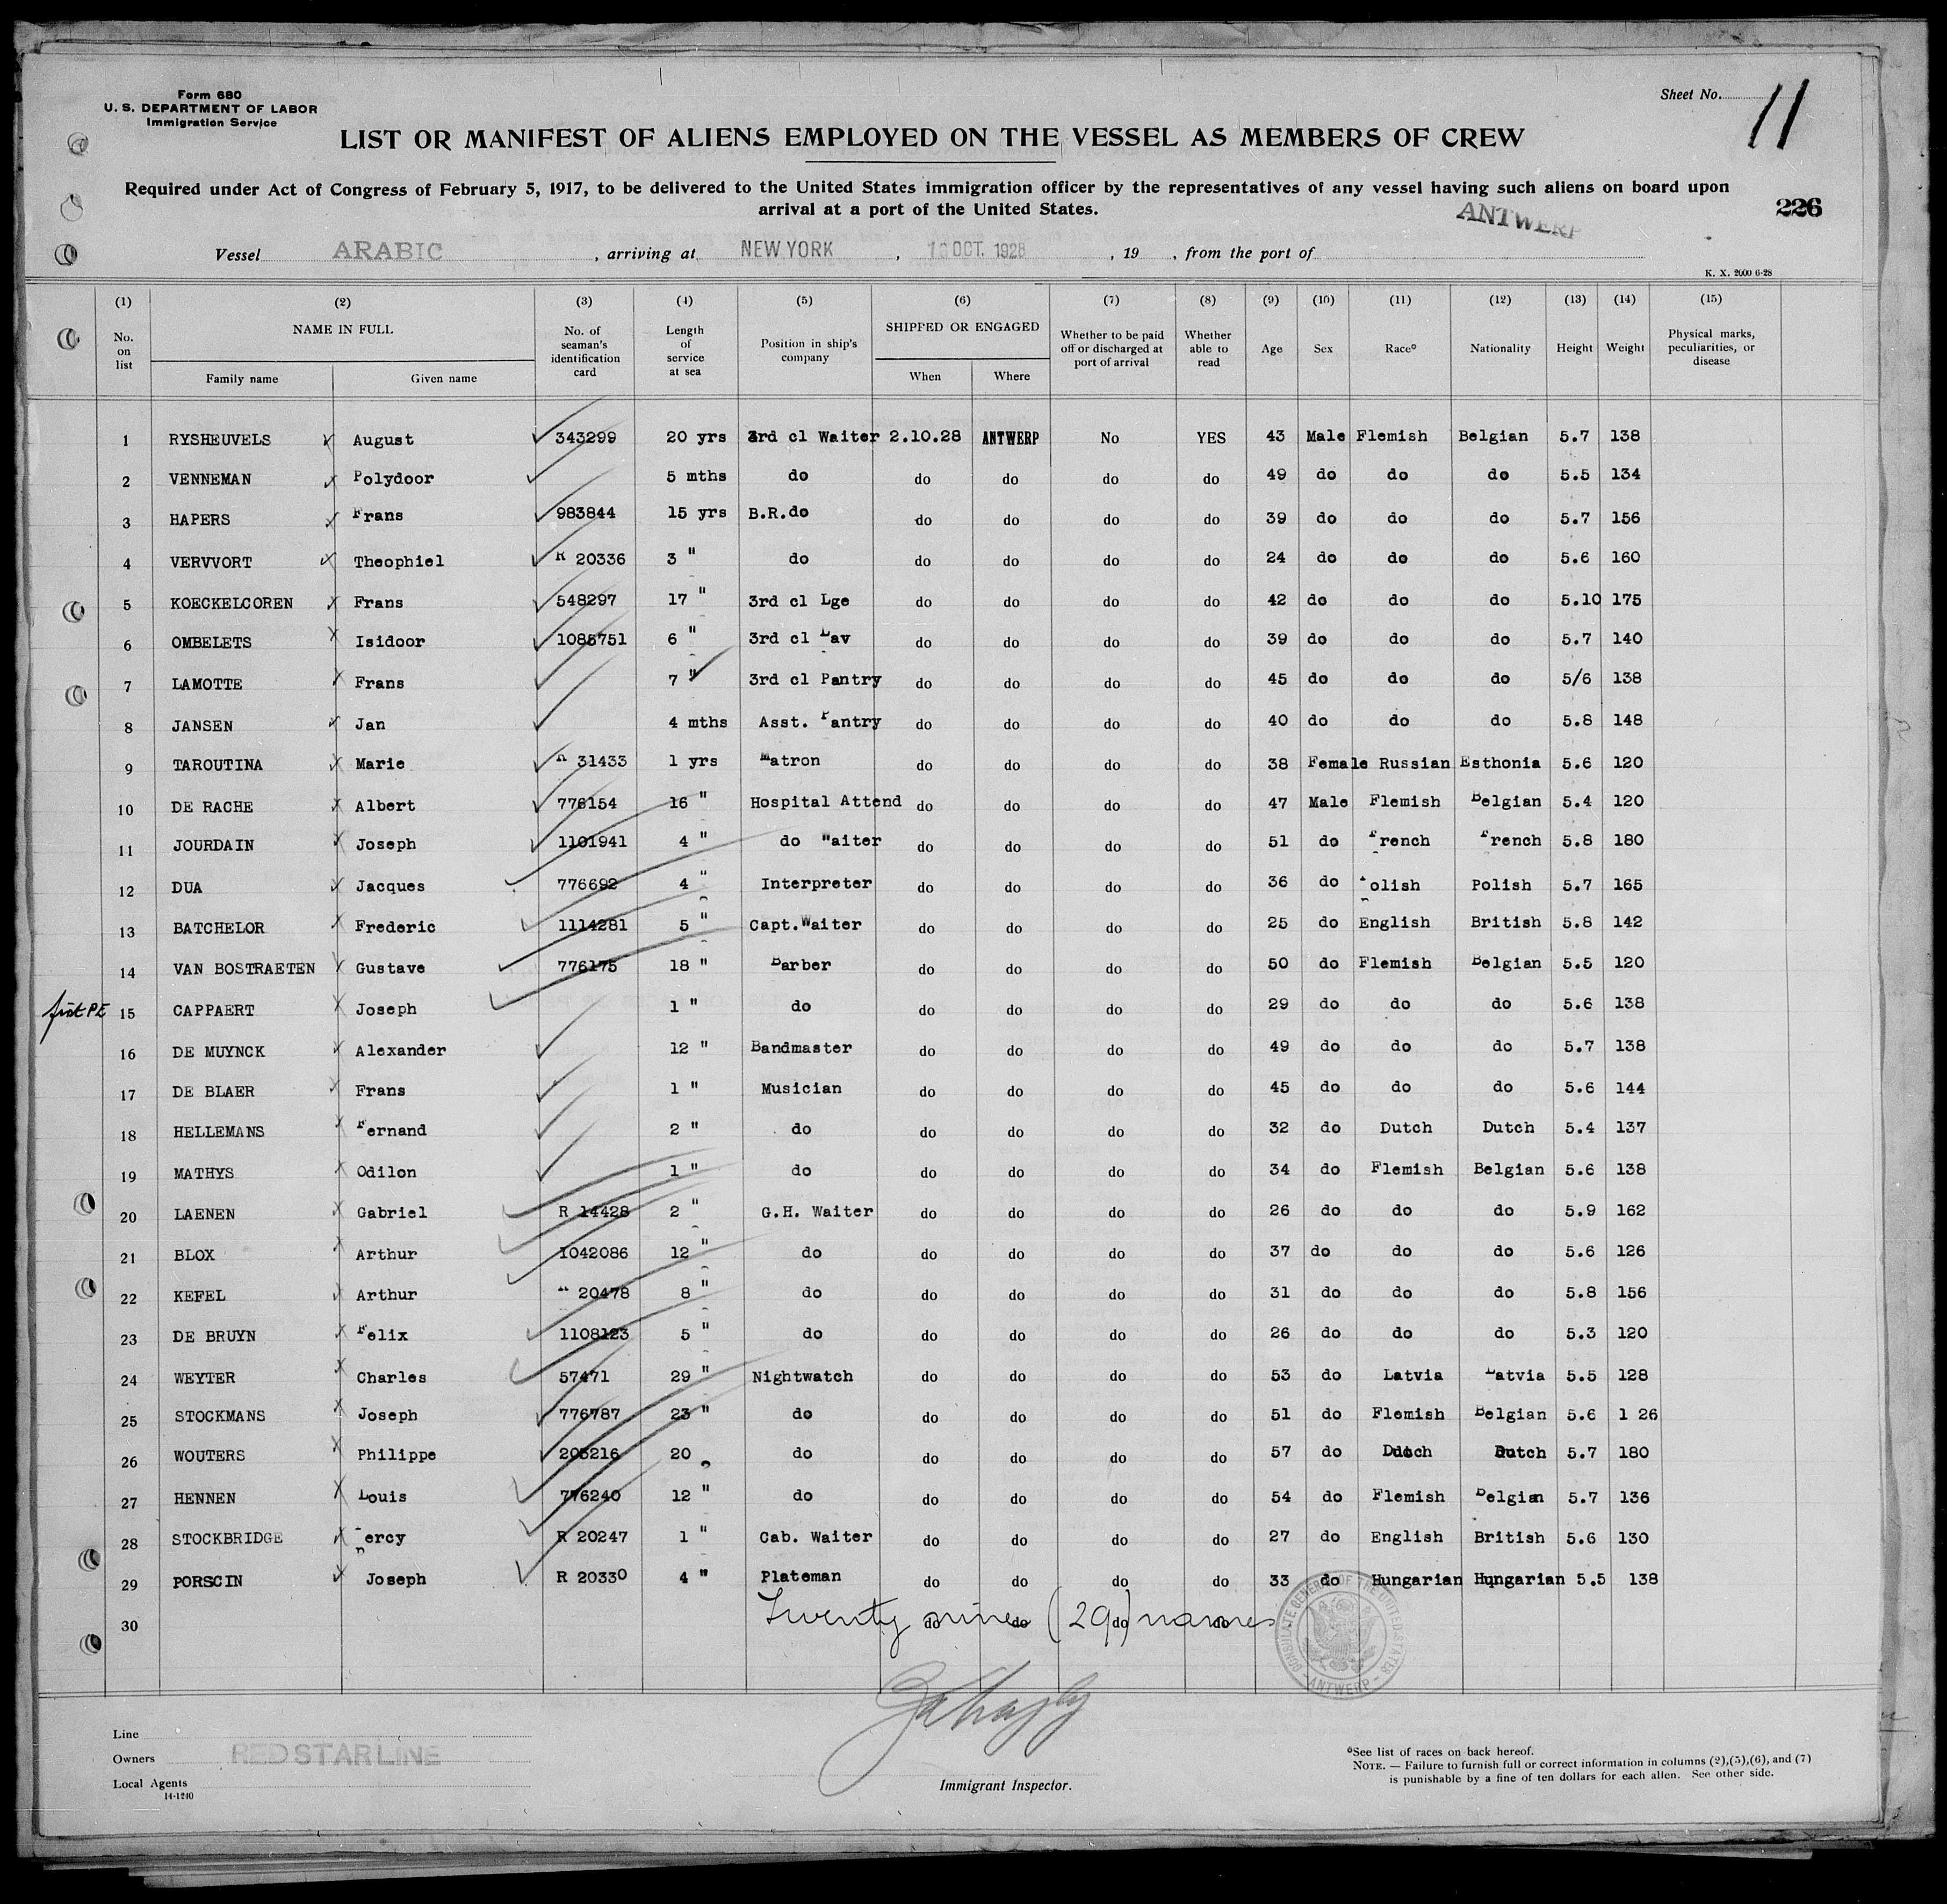 Form 680
U. S. DEPARTMENT OF LABOR
Immigration Service
Sheet No. 11
LIST OR MANIFEST OF ALIENS EMPLOYED ON THE VESSEL AS MEMBERS OF CREW
Required under Act of Congress of February 5, 1917, to be delivered to the United States immigration officer by the representatives of any vessel having such aliens on board upon
arrival at a port of the United States.
226
Vessel ARABIC, arriving at NEW YORK, OCT. 1928, 19 , from the port of ANTWERP
K. X. 2000 6-28
(1) (2) (3) (4) (5) (6) (7) (8) (9) (10) (11) (12) (13) (14) (15)
No. on list
NAME IN FULL
Family name Given name
No. of seaman's identification card
Length of service at sea
Position in ship's company
SHIPPED OR ENGAGED
When Where
Whether to be paid off or discharged at port of arrival
Whether able to read
Age Sex Race* Nationality Height Weight
Physical marks, peculiarities, or disease
1 RYSHEUVELS August 343299 20 yrs 3rd cl Waiter 2.10.28 ANTWERP No YES 43 Male Flemish Belgian 5.7 138
2 VENNEMAN Polydoor 5 mths do do do do do 49 do do do 5.5 134
3 HAPERS Frans 983844 15 yrs B.R.do do do do do 39 do do do 5.7 156
4 VERVVORT Theophiel R 20336 3 " do do do do do 24 do do do 5.6 160
5 KOECKELCOREN Frans 548297 17 " 3rd cl Lge do do do do 42 do do do 5.10 175
6 OMBELETS Isidoor 1085751 6 " 3rd cl Lav do do do do 39 do do do 5.7 140
7 LAMOTTE Frans 7 " 3rd cl Pantry do do do do 45 do do do 5/6 138
8 JANSEN Jan 4 mths Asst. Pantry do do do do 40 do do do 5.8 148
9 TAROUTINA Marie R 31433 1 yrs Matron do do do do 38 Female Russian Esthonia 5.6 120
10 DE RACHE Albert 776154 16 " Hospital Attend do do do do 47 Male Flemish Belgian 5.4 120
11 JOURDAIN Joseph 1101941 4 " do Waiter do do do do 51 do French French 5.8 180
12 DUA Jacques 776692 4 " Interpreter do do do do 36 do Polish Polish 5.7 165
13 BATCHELOR Frederic 1114281 5 " Capt.Waiter do do do do 25 do English British 5.8 142
14 VAN BOSTRAETEN Gustave 776175 18 " Barber do do do do 50 do Flemish Belgian 5.5 120
15 CAPPAERT Joseph 1 " do do do do do 29 do do do 5.6 138
16 DE MUYNCK Alexander 12 " Bandmaster do do do do 49 do do do 5.7 138
17 DE BLAER Frans 1 " Musician do do do do 45 do do do 5.6 144
18 HELLEMANS Fernand 2 " do do do do do 32 do Dutch Dutch 5.4 137
19 MATHYS Odilon 1 " do do do do do 34 do Flemish Belgian 5.6 138
20 LAENEN Gabriel R 14428 2 " G.H. Waiter do do do do 26 do do do 5.9 162
21 BLOX Arthur 1042086 12 " do do do do do 37 do do do 5.6 126
22 KEFEL Arthur R 20478 8 " do do do do do 31 do do do 5.8 156
23 DE BRUYN Felix 1108123 5 " do do do do do 26 do do do 5.3 120
24 WEYTER Charles 57471 29 " Nightwatch do do do do 53 do Latvia Latvia 5.5 128
25 STOCKMANS Joseph 776787 23 " do do do do do 51 do Flemish Belgian 5.6 1 26
26 WOUTERS Philippe 205216 20 " do do do do do 57 do Dutch Dutch 5.7 180
27 HENNEN Louis 776240 12 " do do do do do 54 do Flemish Belgian 5.7 136
28 STOCKBRIDGE Percy R 20247 1 " Cab. Waiter do do do do 27 do English British 5.6 130
29 PORSCIN Joseph R 20330 4 " Plateman do do do do 33 do Hungarian Hungarian 5.5 138
30 do do do do
Twenty nine (29) names
CONSULATE GENERAL OF THE UNITED STATES
ANTWERP
Line
Owners RED STAR LINE
Local Agents
14-1240
Immigrant Inspector.
*See list of races on back hereof.
NOTE. — Failure to furnish full or correct information in columns (2),(5),(6), and (7)
is punishable by a fine of ten dollars for each alien. See other side.